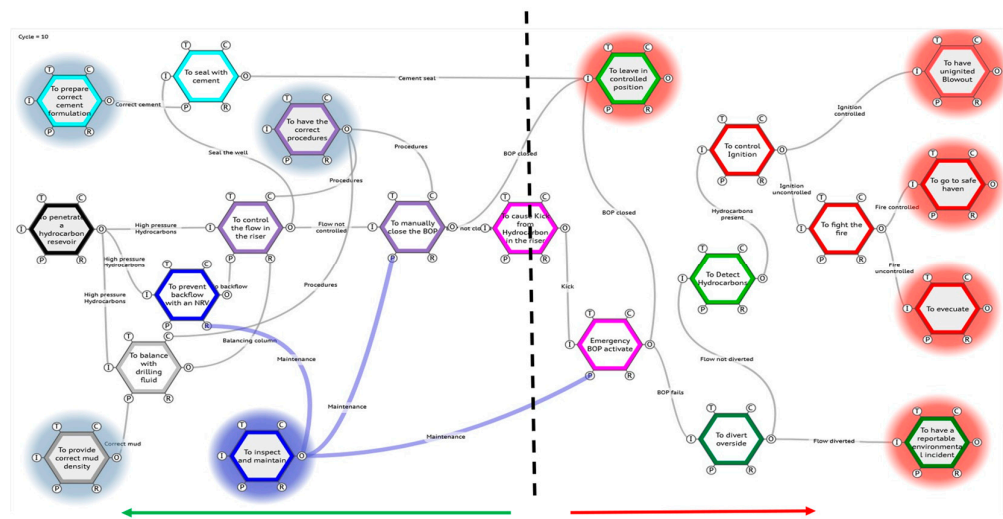 Cycle = 10
To prepare
correct
cement
formulation
Correct cement
To seal with
cement
Cement seal
To leave in
controlled
position
To have
unignited
Blowout
To have the
correct
procedures
Procedures
Procedures
Procedures
Seal the well
BOP closed
Ignition
controlled
To control
Ignition
Ignition
uncontrolled
To go to safe
haven
Fire controlled
To penetrate
a
hydrocarbon
resevoir
High pressure
Hydrocarbons
High pressure
Hydrocarbons
High pressure
Hydrocarbons
To control
the flow in
the riser
Flow not
controlled
To manually
close the BOP
To cause Kick
from
Hydrocarbon
in the riser
BOP closed
Hydrocarbons
present
To fight the
fire
Fire
uncontrolled
To prevent
backflow
with an NRV
backflow
Kick
To Detect
Hydrocarbons
To evecuate
Balancing column
Maintenance
Emergency
BOP activate
To balance
with
drilling
fluid
Flow not diverted
BOP fails
Maintenance
Maintenance
Correct mud
To provide
correct mud
density
To inspect
and maintain
To divert
overside
Flow diverted
To have a
reportable
environmenta
l incident